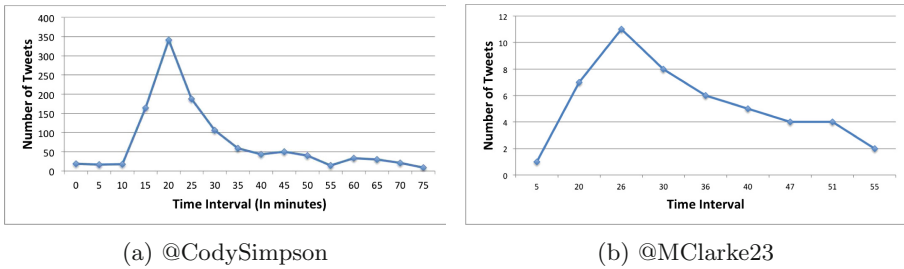 400
350
300
250
200
150
100
50
0
Number of Tweets
0 5 10 15 20 25 30 35 40 45 50 55 60 65 70 75
Time Interval (In minutes)
(a) @CodySimpson
12
10
8
6
4
2
0
Number of Tweets
5 20 26 30 36 40 47 51 55
Time Interval
(b) @MClarke23